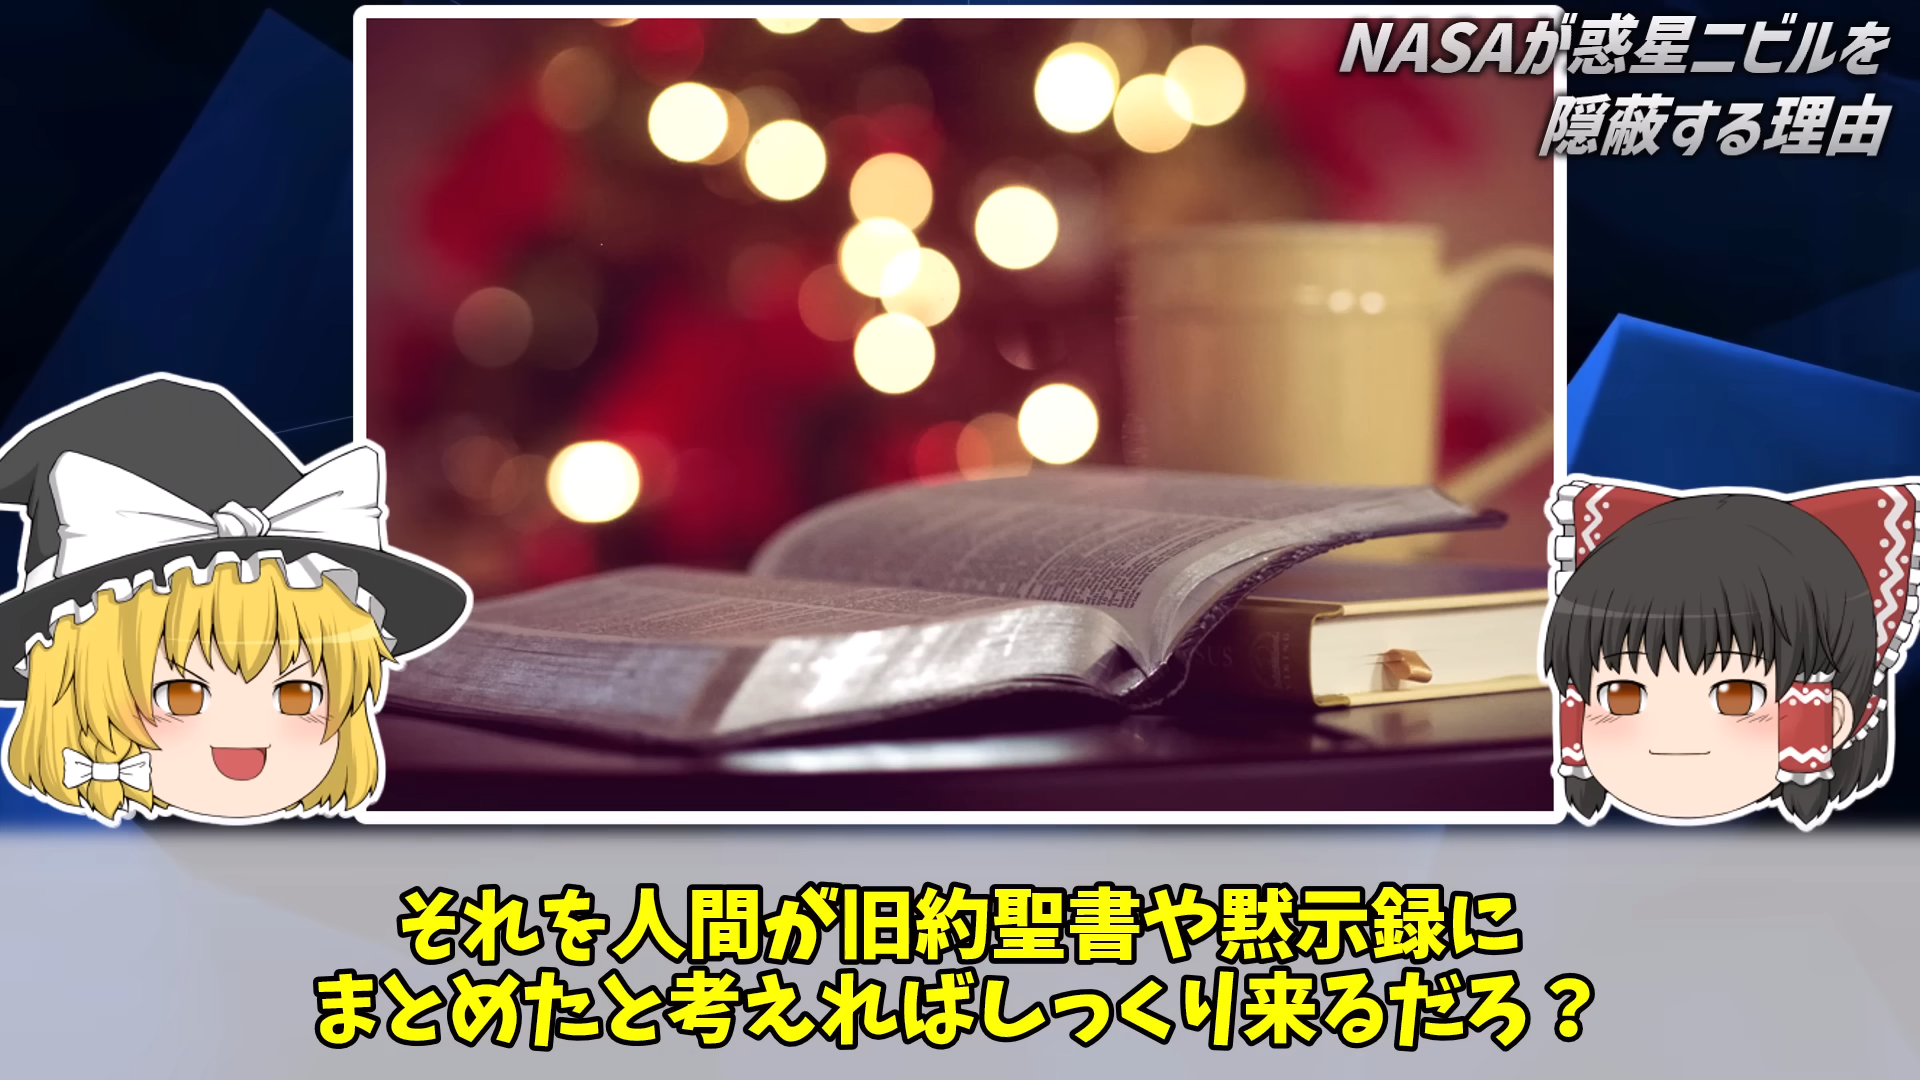 NASAが惑星ニビルを
隠蔽する理由
それを人間が旧約聖書や黙示録に
まとめたと考えればしっくり来るだろ？